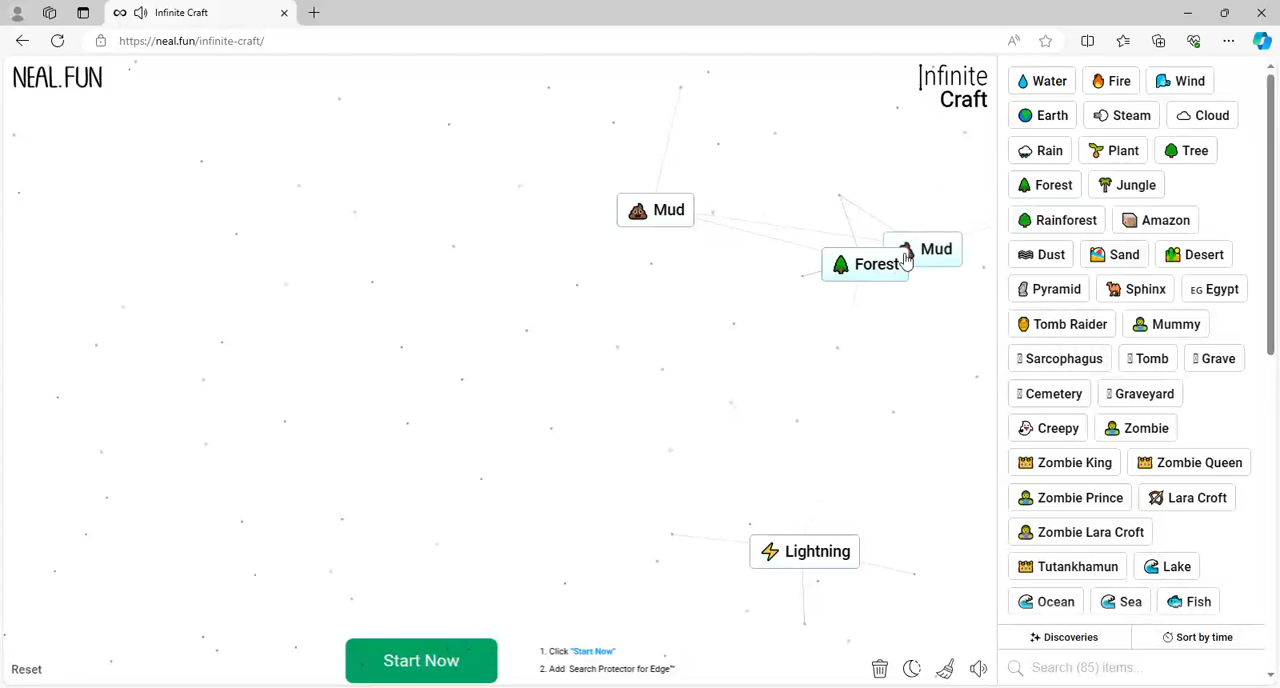 Infinite Craft
https://neal.fun/infinite-craft/
NEAL.FUN
Infinite
Craft
Mud
Mud
Forest
Lightning
Water Fire Wind
Earth Steam Cloud
Rain Plant Tree
Forest Jungle
Rainforest Amazon
Dust Sand Desert
Pyramid Sphinx EG Egypt
Tomb Raider Mummy
Sarcophagus Tomb Grave
Cemetery Graveyard
Creepy Zombie
Zombie King Zombie Queen
Zombie Prince Lara Croft
Zombie Lara Croft
Tutankhamun Lake
Ocean Sea Fish
Discoveries Sort by time
Search (85) items...
Reset
Start Now
1. Click "Start Now"
2. Add Search Protector for Edge™